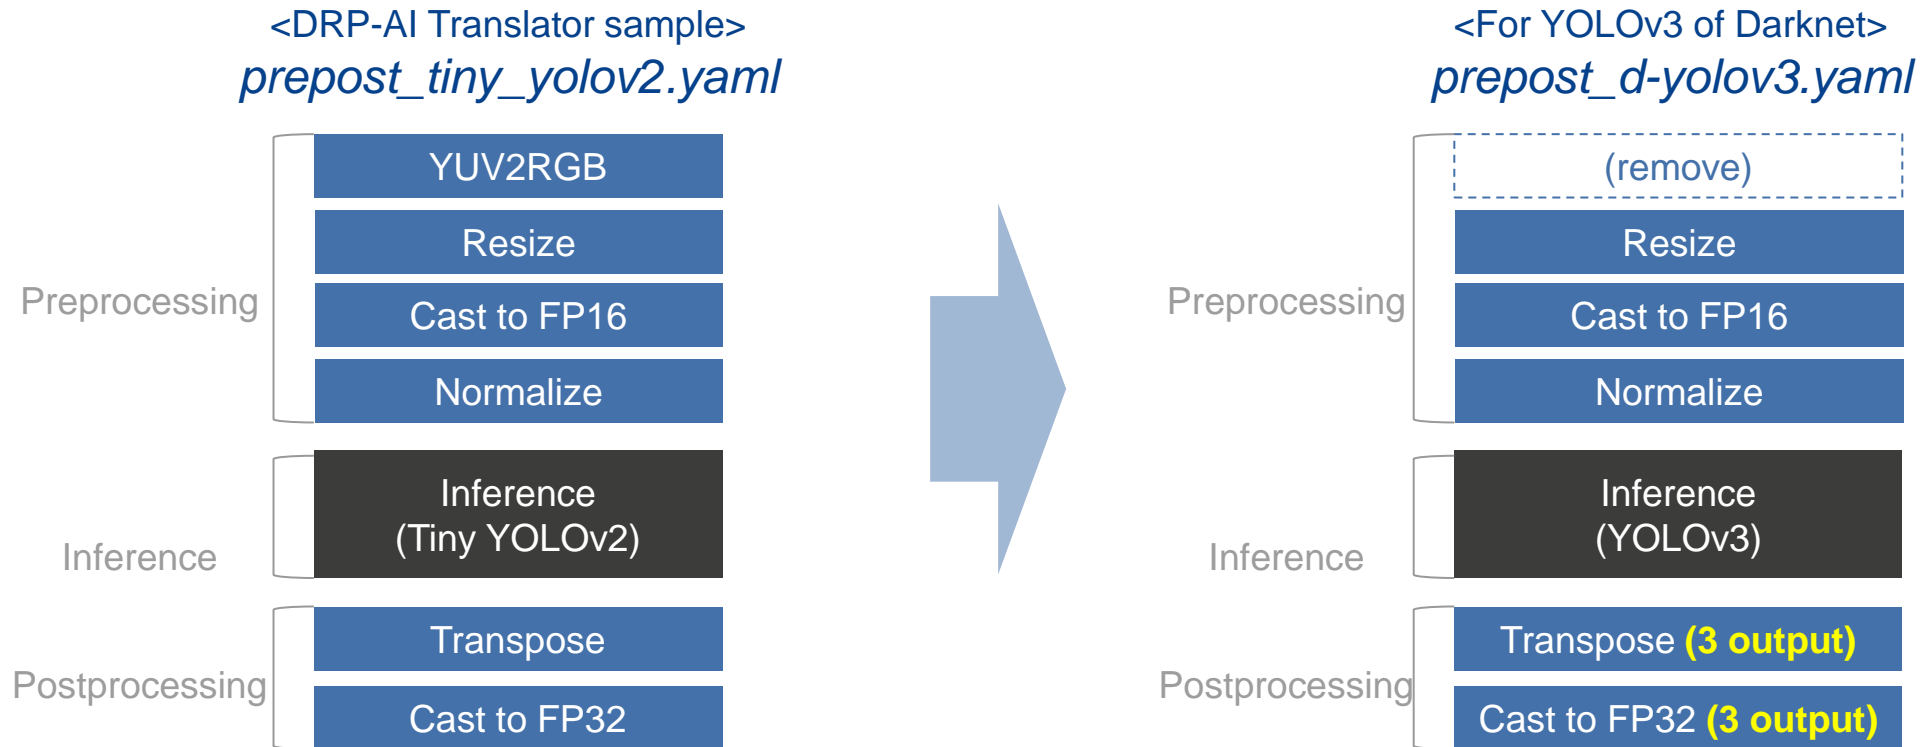 <DRP-AI Translator sample>
prepost_tiny_yolov2.yaml
Preprocessing
YUV2RGB
Resize
Cast to FP16
Normalize
Inference
Inference
(Tiny YOLOv2)
Postprocessing
Transpose
Cast to FP32
<For YOLOv3 of Darknet>
prepost_d-yolov3.yaml
Preprocessing
(remove)
Resize
Cast to FP16
Normalize
Inference
Inference
(YOLOv3)
Postprocessing
Transpose (3 output)
Cast to FP32 (3 output)